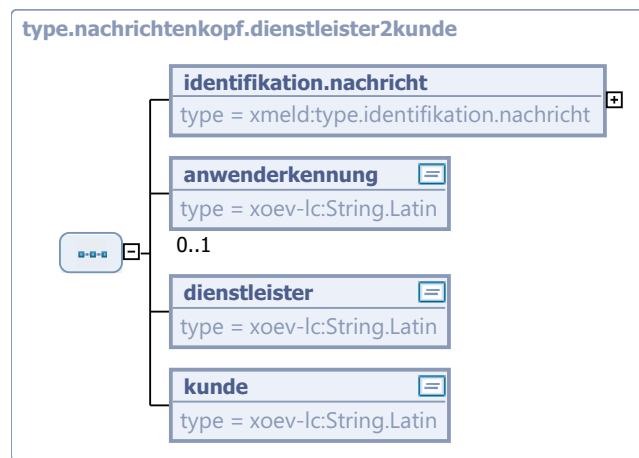 type.nachrichtenkopf.dienstleister2kunde
identifikation.nachricht
type = xmeld:type.identifikation.nachricht
anwenderkennung
type = xoev-lc:String.Latin
0..1
dienstleister
type = xoev-lc:String.Latin
kunde
type = xoev-lc:String.Latin